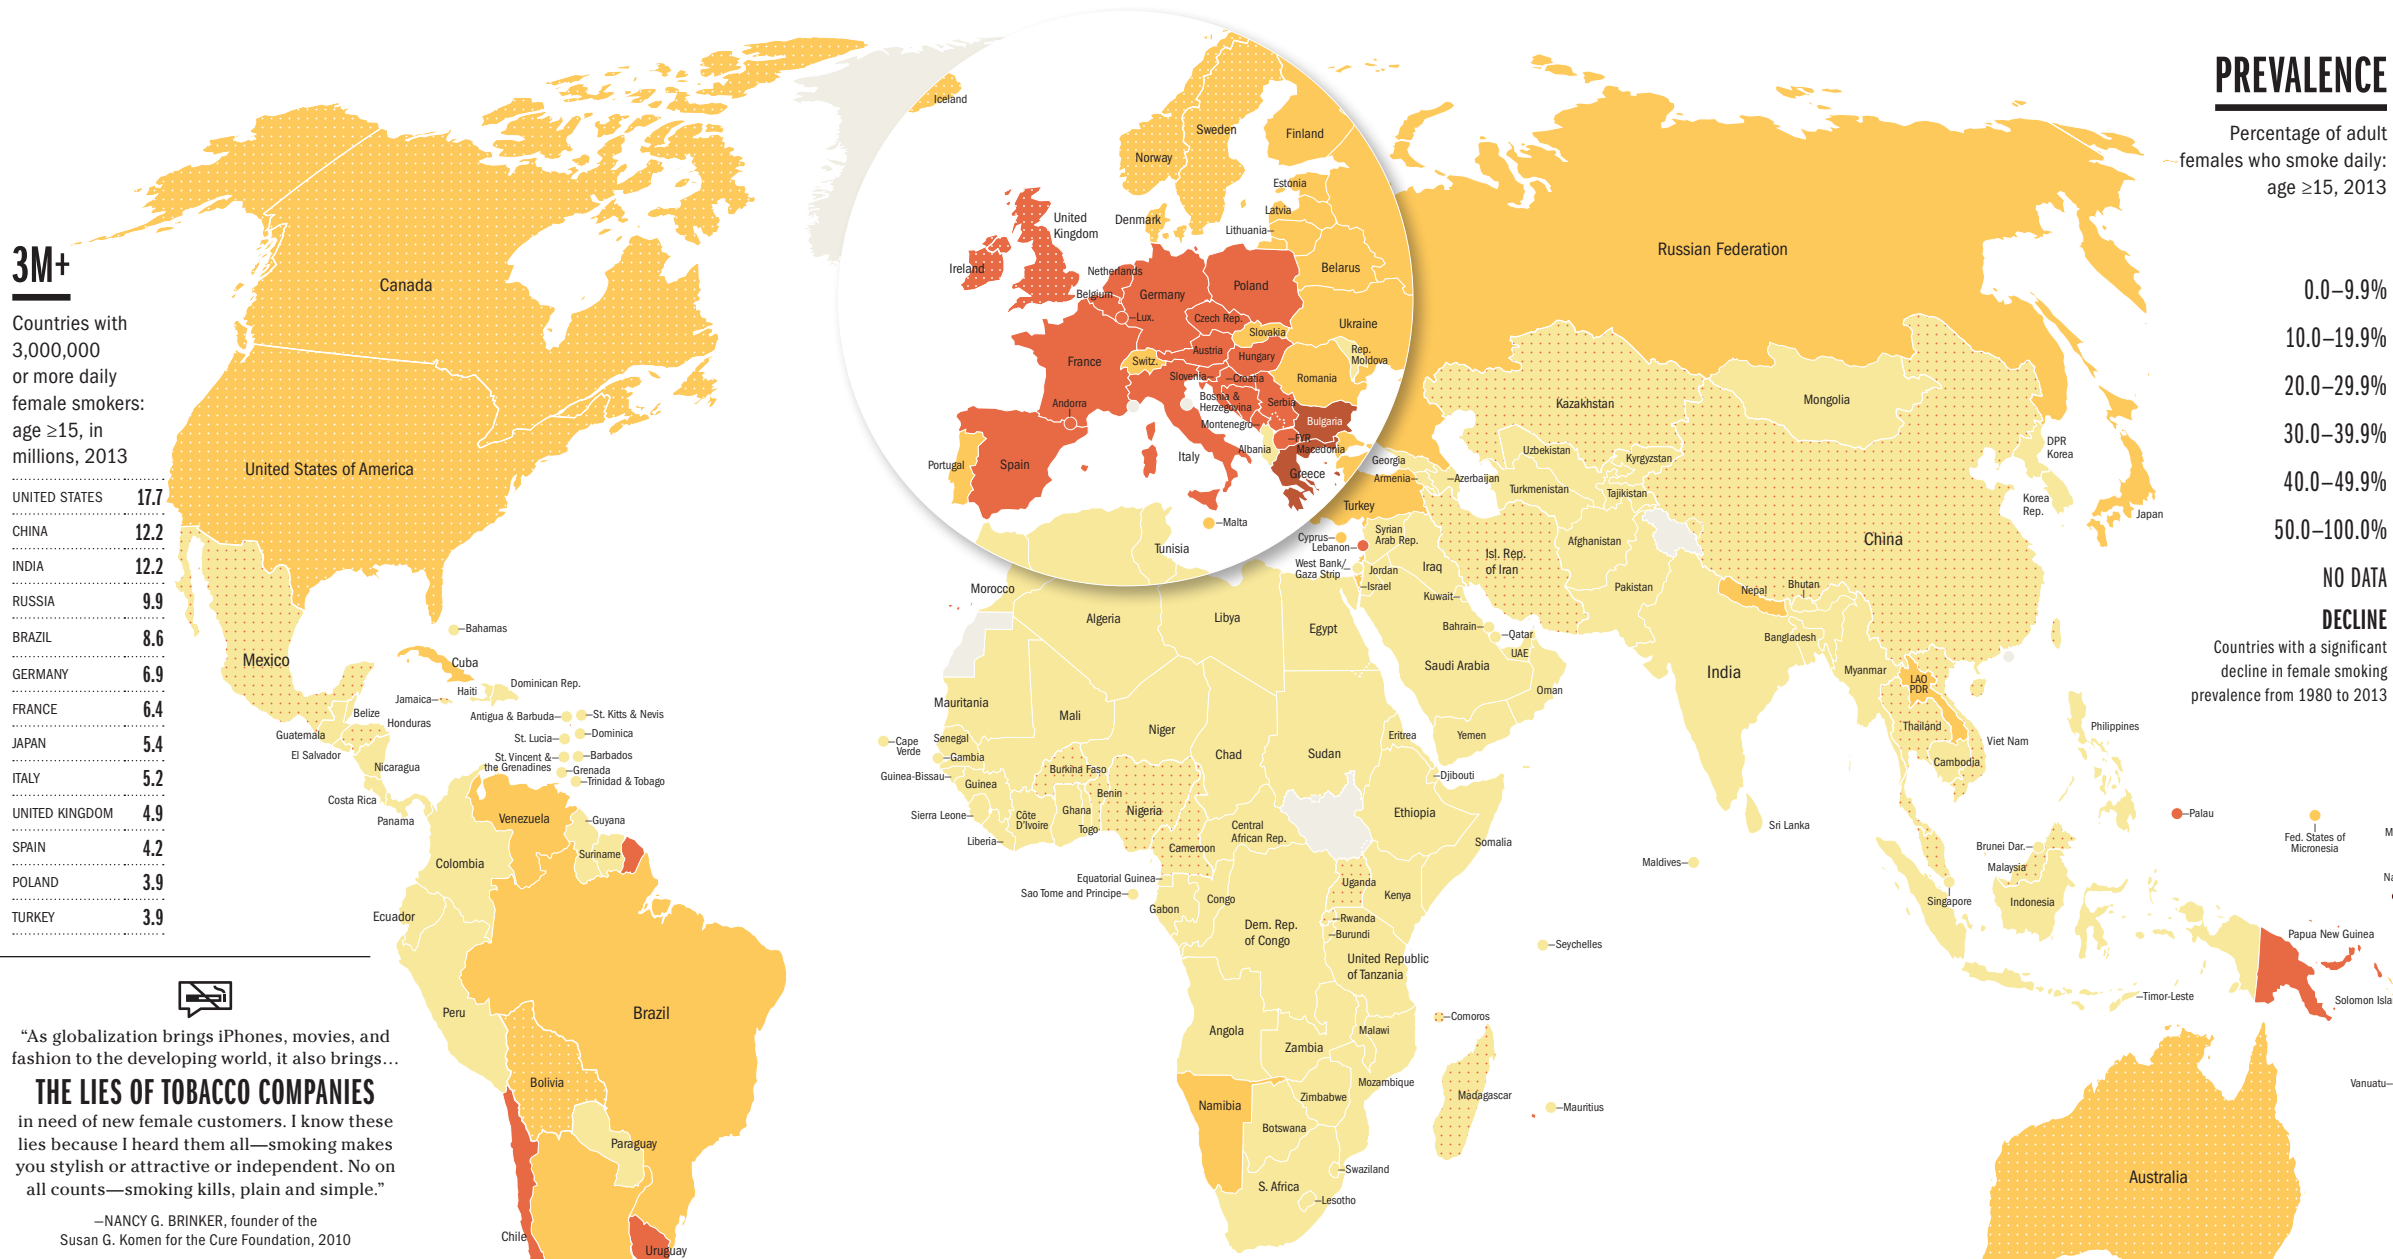 PREVALENCE
Percentage of adult
females who smoke daily:
age ≥15, 2013
0.0–9.9%
10.0–19.9%
20.0–29.9%
30.0–39.9%
40.0–49.9%
50.0–100.0%
NO DATA
DECLINE
Countries with a significant
decline in female smoking
prevalence from 1980 to 2013
3M+
Countries with
3,000,000
or more daily
female smokers:
age ≥15, in
millions, 2013
UNITED STATES 17.7
CHINA 12.2
INDIA 12.2
RUSSIA 9.9
BRAZIL 8.6
GERMANY 6.9
FRANCE 6.4
JAPAN 5.4
ITALY 5.2
UNITED KINGDOM 4.9
SPAIN 4.2
POLAND 3.9
TURKEY 3.9
“As globalization brings iPhones, movies, and
fashion to the developing world, it also brings…
THE LIES OF TOBACCO COMPANIES
in need of new female customers. I know these
lies because I heard them all—smoking makes
you stylish or attractive or independent. No on
all counts—smoking kills, plain and simple.”
—NANCY G. BRINKER, founder of the
Susan G. Komen for the Cure Foundation, 2010
Canada
United States of America
Mexico
Bahamas
Cuba
Jamaica
Haiti
Dominican Rep.
Belize
Honduras
Guatemala
El Salvador
Nicaragua
Costa Rica
Panama
Antigua & Barbuda
St. Kitts & Nevis
St. Lucia
Dominica
St. Vincent &
the Grenadines
Barbados
Grenada
Trinidad & Tobago
Venezuela
Guyana
Suriname
Colombia
Ecuador
Peru
Brazil
Bolivia
Paraguay
Chile
Uruguay
Iceland
Norway
Sweden
Finland
Estonia
Latvia
Lithuania
Denmark
United
Kingdom
Ireland
Netherlands
Belgium
Lux.
Germany
Poland
Belarus
Ukraine
Czech Rep.
Slovakia
Austria
Hungary
Rep.
Moldova
Romania
France
Switz.
Slovenia
Croatia
Bosnia &
Herzegovina
Serbia
Montenegro
Bulgaria
FYR
Macedonia
Albania
Greece
Andorra
Portugal
Spain
Italy
Malta
Tunisia
Morocco
Algeria
Libya
Egypt
Mauritania
Mali
Niger
Chad
Sudan
Eritrea
Djibouti
Cape
Verde
Senegal
Gambia
Guinea-Bissau
Guinea
Sierra Leone
Liberia
Côte
D’Ivoire
Burkina Faso
Ghana
Togo
Benin
Nigeria
Cameroon
Central
African Rep.
Ethiopia
Somalia
Equatorial Guinea
Sao Tome and Principe
Gabon
Congo
Dem. Rep.
of Congo
Uganda
Kenya
Rwanda
Burundi
United Republic
of Tanzania
Seychelles
Comoros
Angola
Zambia
Malawi
Mozambique
Zimbabwe
Namibia
Botswana
Madagascar
Mauritius
Swaziland
Lesotho
S. Africa
Russian Federation
Kazakhstan
Mongolia
Uzbekistan
Kyrgyzstan
Turkmenistan
Tajikistan
Georgia
Armenia
Azerbaijan
Turkey
Cyprus
Lebanon
Syrian
Arab Rep.
West Bank/
Gaza Strip
Jordan
Israel
Iraq
Kuwait
Isl. Rep.
of Iran
Afghanistan
Pakistan
Bahrain
Qatar
UAE
Saudi Arabia
Oman
Yemen
China
DPR
Korea
Korea
Rep.
Japan
Nepal
Bhutan
Bangladesh
India
Myanmar
LAO
PDR
Thailand
Viet Nam
Cambodia
Philippines
Sri Lanka
Maldives
Brunei Dar.
Malaysia
Singapore
Indonesia
Timor-Leste
Palau
Fed. States of
Micronesia
M
Na
Papua New Guinea
Solomon Isla
Vanuatu
Australia